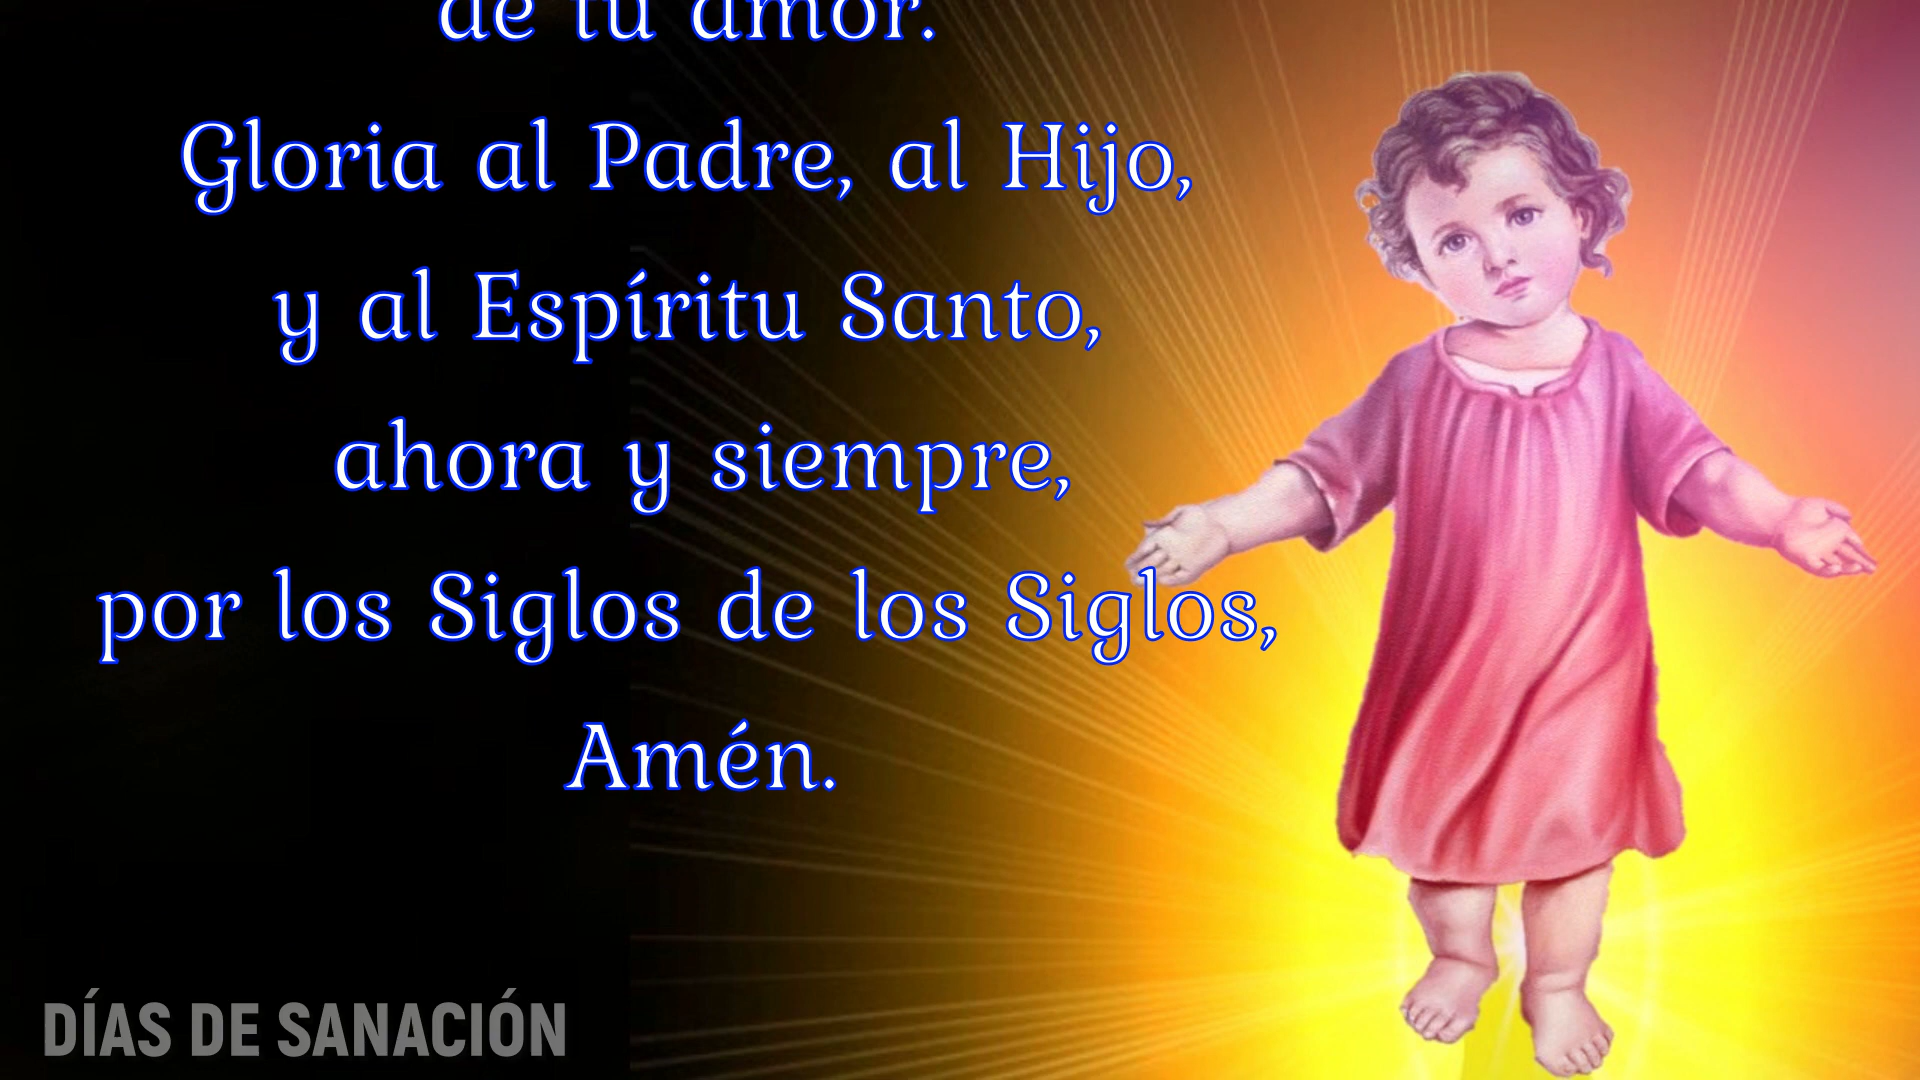 de tu amor.
Gloria al Padre, al Hijo,
y al Espíritu Santo,
ahora y siempre,
por los Siglos de los Siglos,
Amén.
DÍAS DE SANACIÓN